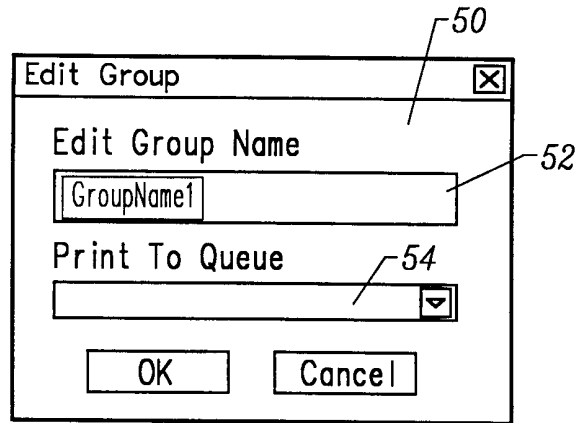 50
Edit Group
Edit Group Name
52
GroupName1
Print To Queue
54
OK Cancel